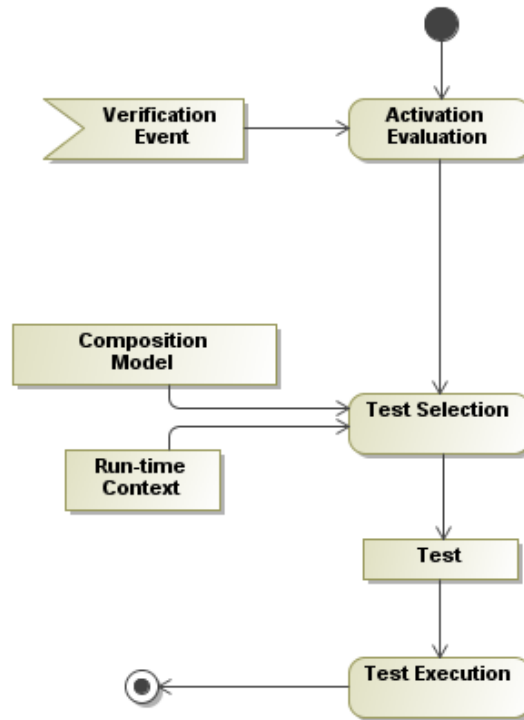 Verification
Event
Activation
Evaluation
Composition
Model
Test Selection
Run-time
Context
Test
Test Execution